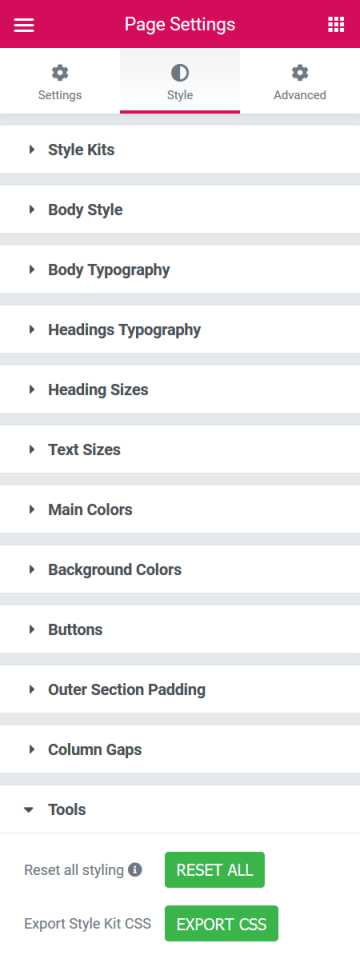 Page Settings
Settings Style Advanced
Style Kits
Body Style
Body Typography
Headings Typography
Heading Sizes
Text Sizes
Main Colors
Background Colors
Buttons
Outer Section Padding
Column Gaps
Tools
Reset all styling RESET ALL
Export Style Kit CSS EXPORT CSS